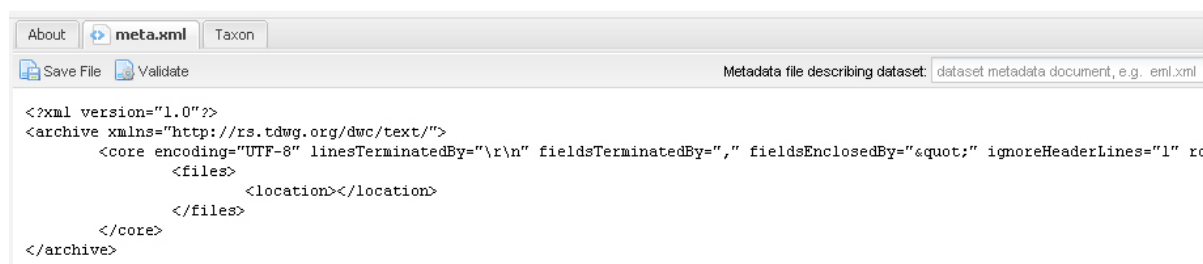 About meta.xml Taxon
Save File Validate Metadata file describing dataset: dataset metadata document, e.g. eml.xml
<?xml version="1.0"?>
<archive xmlns="http://rs.tdwg.org/dwc/text/">
<core encoding="UTF-8" linesTerminatedBy="\r\n" fieldsTerminatedBy="," fieldsEnclosedBy="&quot;" ignoreHeaderLines="1"
<files>
<location></location>
</files>
</core>
</archive>